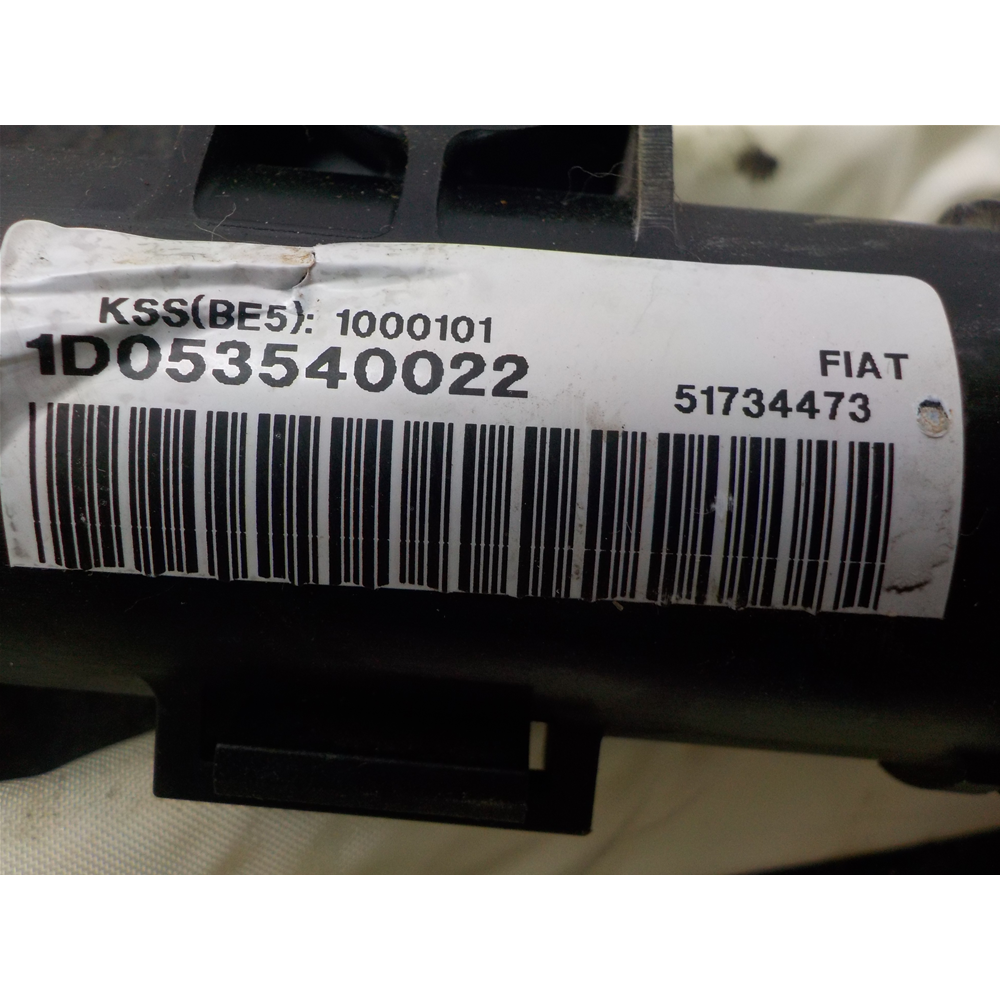 KSS(BE5): 1000101
1D053540022
FIAT
51734473